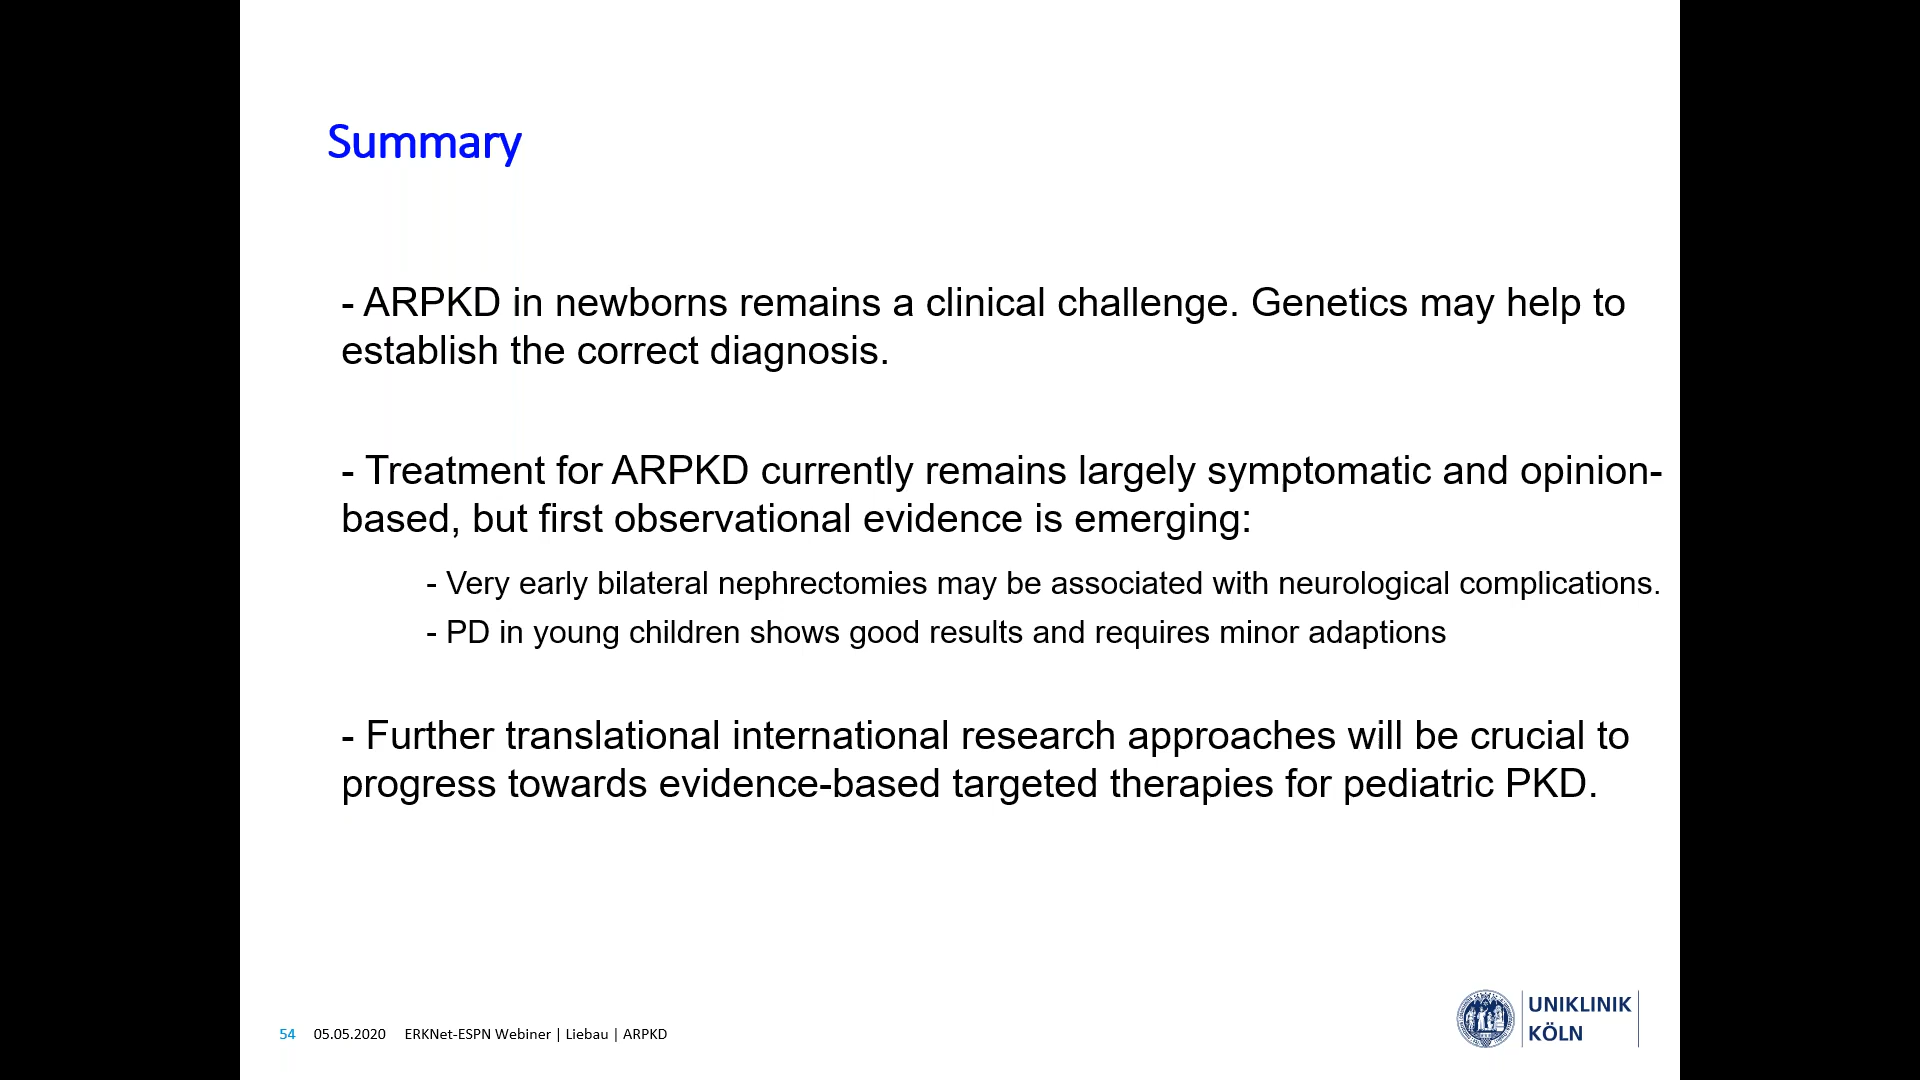 Summary
- ARPKD in newborns remains a clinical challenge. Genetics may help to
establish the correct diagnosis.
- Treatment for ARPKD currently remains largely symptomatic and opinion-
based, but first observational evidence is emerging:
- Very early bilateral nephrectomies may be associated with neurological complications.
- PD in young children shows good results and requires minor adaptions
- Further translational international research approaches will be crucial to
progress towards evidence-based targeted therapies for pediatric PKD.
54 05.05.2020 ERKNet-ESPN Webiner | Liebau | ARPKD
UNIKLINIK
KÖLN